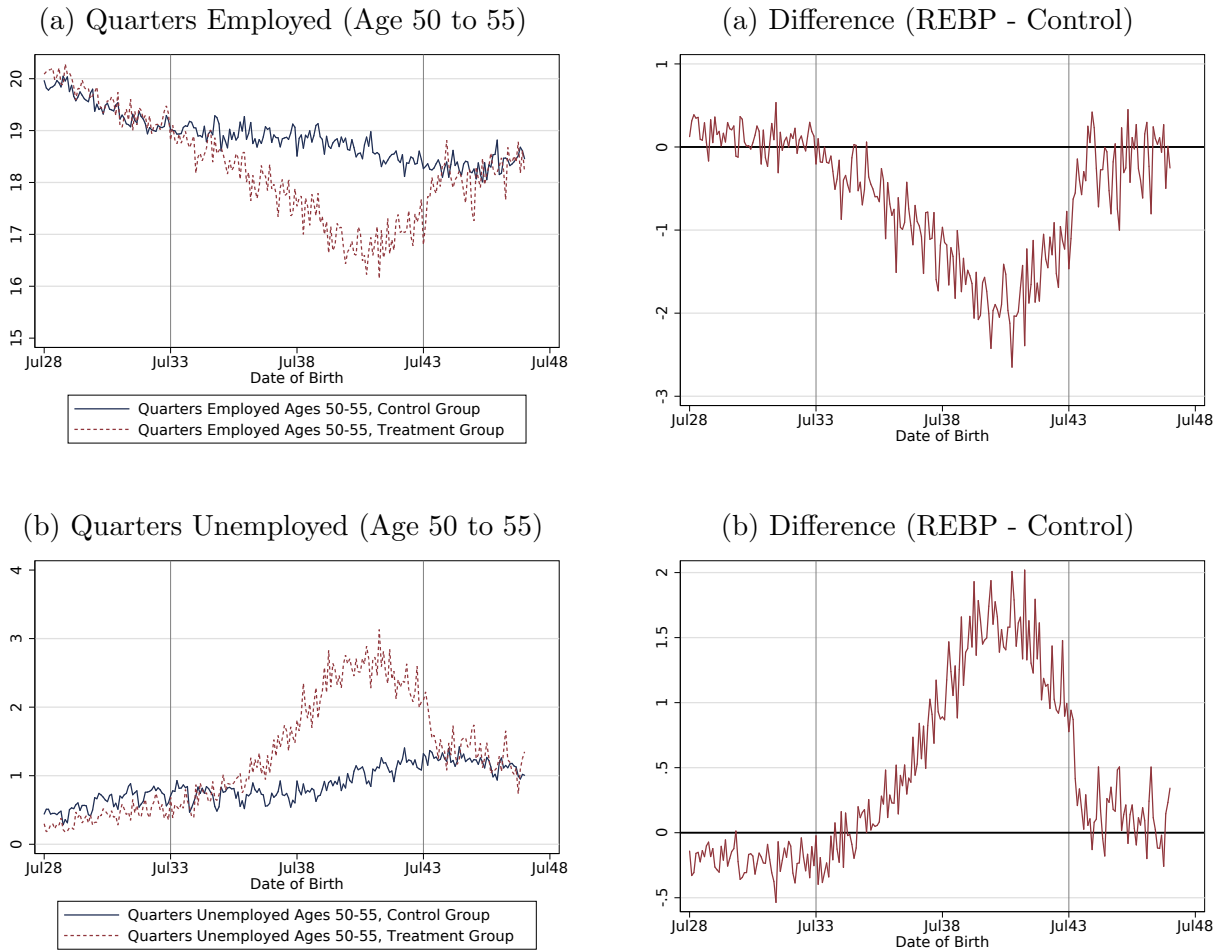 (a) Quarters Employed (Age 50 to 55)
20
19
18
17
16
15
Jul28 Jul33 Jul38 Jul43 Jul48
Date of Birth
Quarters Employed Ages 50-55, Control Group
Quarters Employed Ages 50-55, Treatment Group
(a) Difference (REBP - Control)
1
0
-1
-2
-3
Jul28 Jul33 Jul38 Jul43 Jul48
Date of Birth
(b) Quarters Unemployed (Age 50 to 55)
4
3
2
1
0
Jul28 Jul33 Jul38 Jul43 Jul48
Date of Birth
Quarters Unemployed Ages 50-55, Control Group
Quarters Unemployed Ages 50-55, Treatment Group
(b) Difference (REBP - Control)
2
1.5
1
.5
0
-.5
Jul28 Jul33 Jul38 Jul43 Jul48
Date of Birth